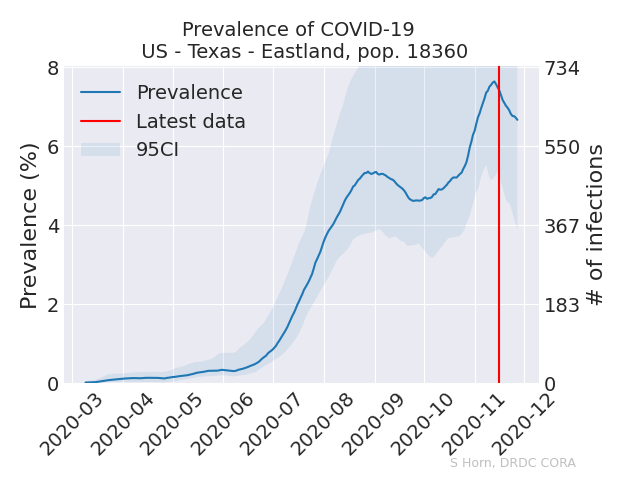 Prevalence of COVID-19
US - Texas - Eastland, pop. 18360
Prevalence (%)
8
6
4
2
0
Prevalence
Latest data
95CI
734
550
367
183
0
# of infections
2020-03
2020-04
2020-05
2020-06
2020-07
2020-08
2020-09
2020-10
2020-11
2020-12
S Horn, DRDC CORA